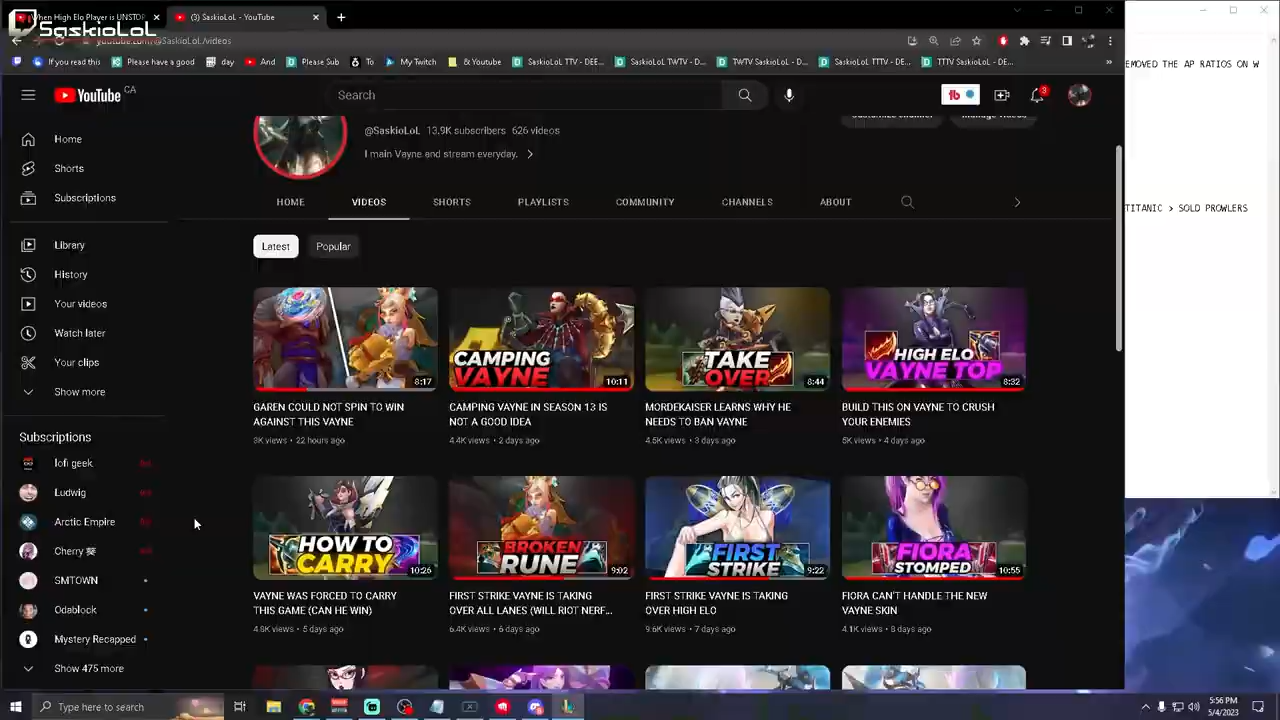 When High Elo Player is UNSTOP
(3) SaskioLoL - YouTube
SaskioLoL
youtube.com/@SaskioLoL/videos
If you read this
Please have a good
day
And
Please Sub
To
My Twitch
& Youtube
SaskioLoL TTV - DEE...
SaskioLoL TWTV - D...
TWTV SaskioLoL - D...
SaskioLoL TTTV - DE...
TTTV SaskioLoL - DE...
»
EMOVED THE AP RATIOS ON W
TITANIC > SOLD PROWLERS
YouTube CA
Search
3
Home
Shorts
Subscriptions
Library
History
Your videos
Watch later
Your clips
Show more
Subscriptions
lofi geek
Ludwig
Arctic Empire
SMTOWN
Odablock
Mystery Recapped
Show 475 more
@SaskioLoL 13.9K subscribers 626 videos
I main Vayne and stream everyday.
Customize channel
Manage videos
HOME
VIDEOS
SHORTS
PLAYLISTS
COMMUNITY
CHANNELS
ABOUT
Latest
Popular
8:17
GAREN COULD NOT SPIN TO WIN
AGAINST THIS VAYNE
3K views • 22 hours ago
CAMPING
VAYNE
10:11
CAMPING VAYNE IN SEASON 13 IS
NOT A GOOD IDEA
4.4K views • 2 days ago
TAKE
OVER
8:44
MORDEKAISER LEARNS WHY HE
NEEDS TO BAN VAYNE
4.5K views • 3 days ago
HIGH ELO
VAYNE TOP
8:32
BUILD THIS ON VAYNE TO CRUSH
YOUR ENEMIES
5K views • 4 days ago
HOW TO
CARRY
10:26
VAYNE WAS FORCED TO CARRY
THIS GAME (CAN HE WIN)
4.8K views • 5 days ago
BROKEN
RUNE
9:02
FIRST STRIKE VAYNE IS TAKING
OVER ALL LANES (WILL RIOT NERF...
6.4K views • 6 days ago
FIRST
STRIKE
9:22
FIRST STRIKE VAYNE IS TAKING
OVER HIGH ELO
9.6K views • 7 days ago
FIORA
STOMPED
10:55
FIORA CAN'T HANDLE THE NEW
VAYNE SKIN
4.1K views • 8 days ago
Type here to search
5:56 PM
5/4/2023